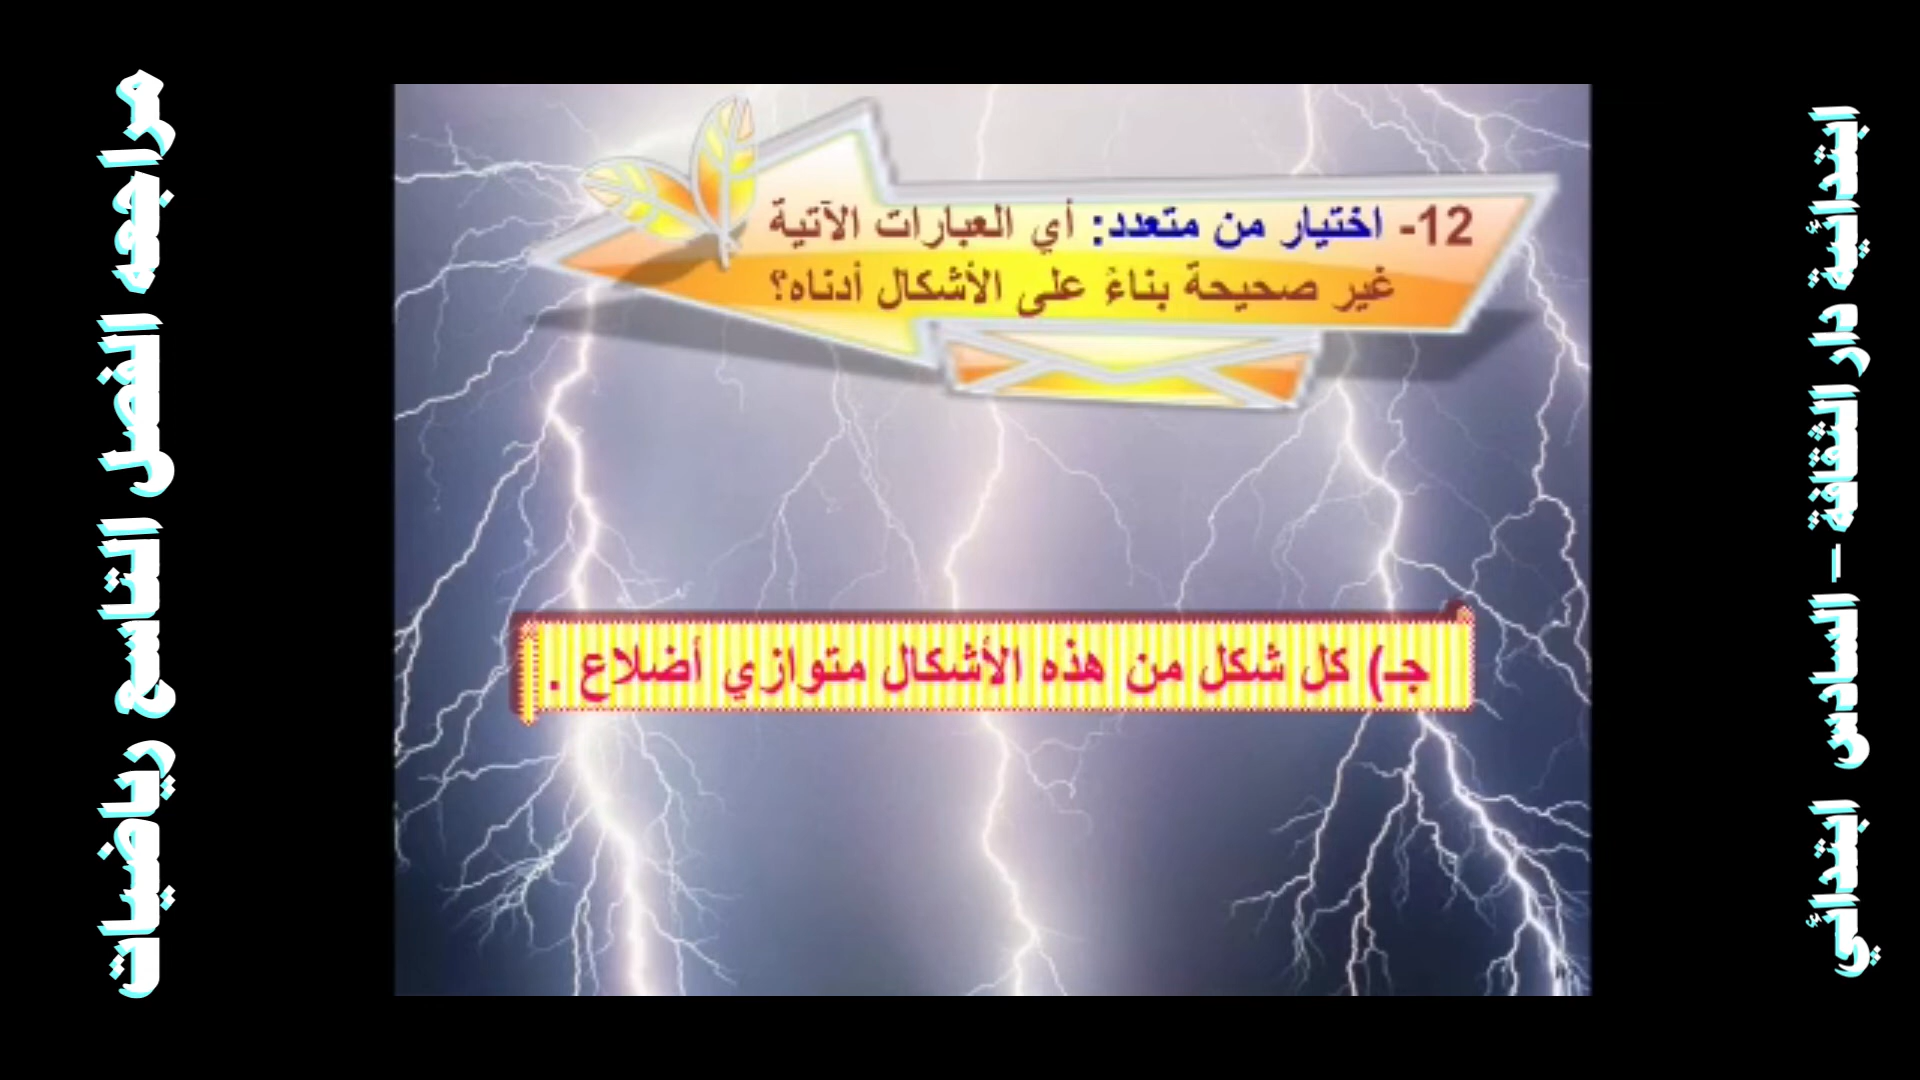 12- اختيار من متعدد: أي العبارات الآتية
غير صحيحة بناءً على الأشكال أدناه؟
جـ) كل شكل من هذه الأشكال متوازي أضلاع .
مراجعه الفصل التاسع رياضيات
ابتدائية دار الثقافة – السادس ابتدائي